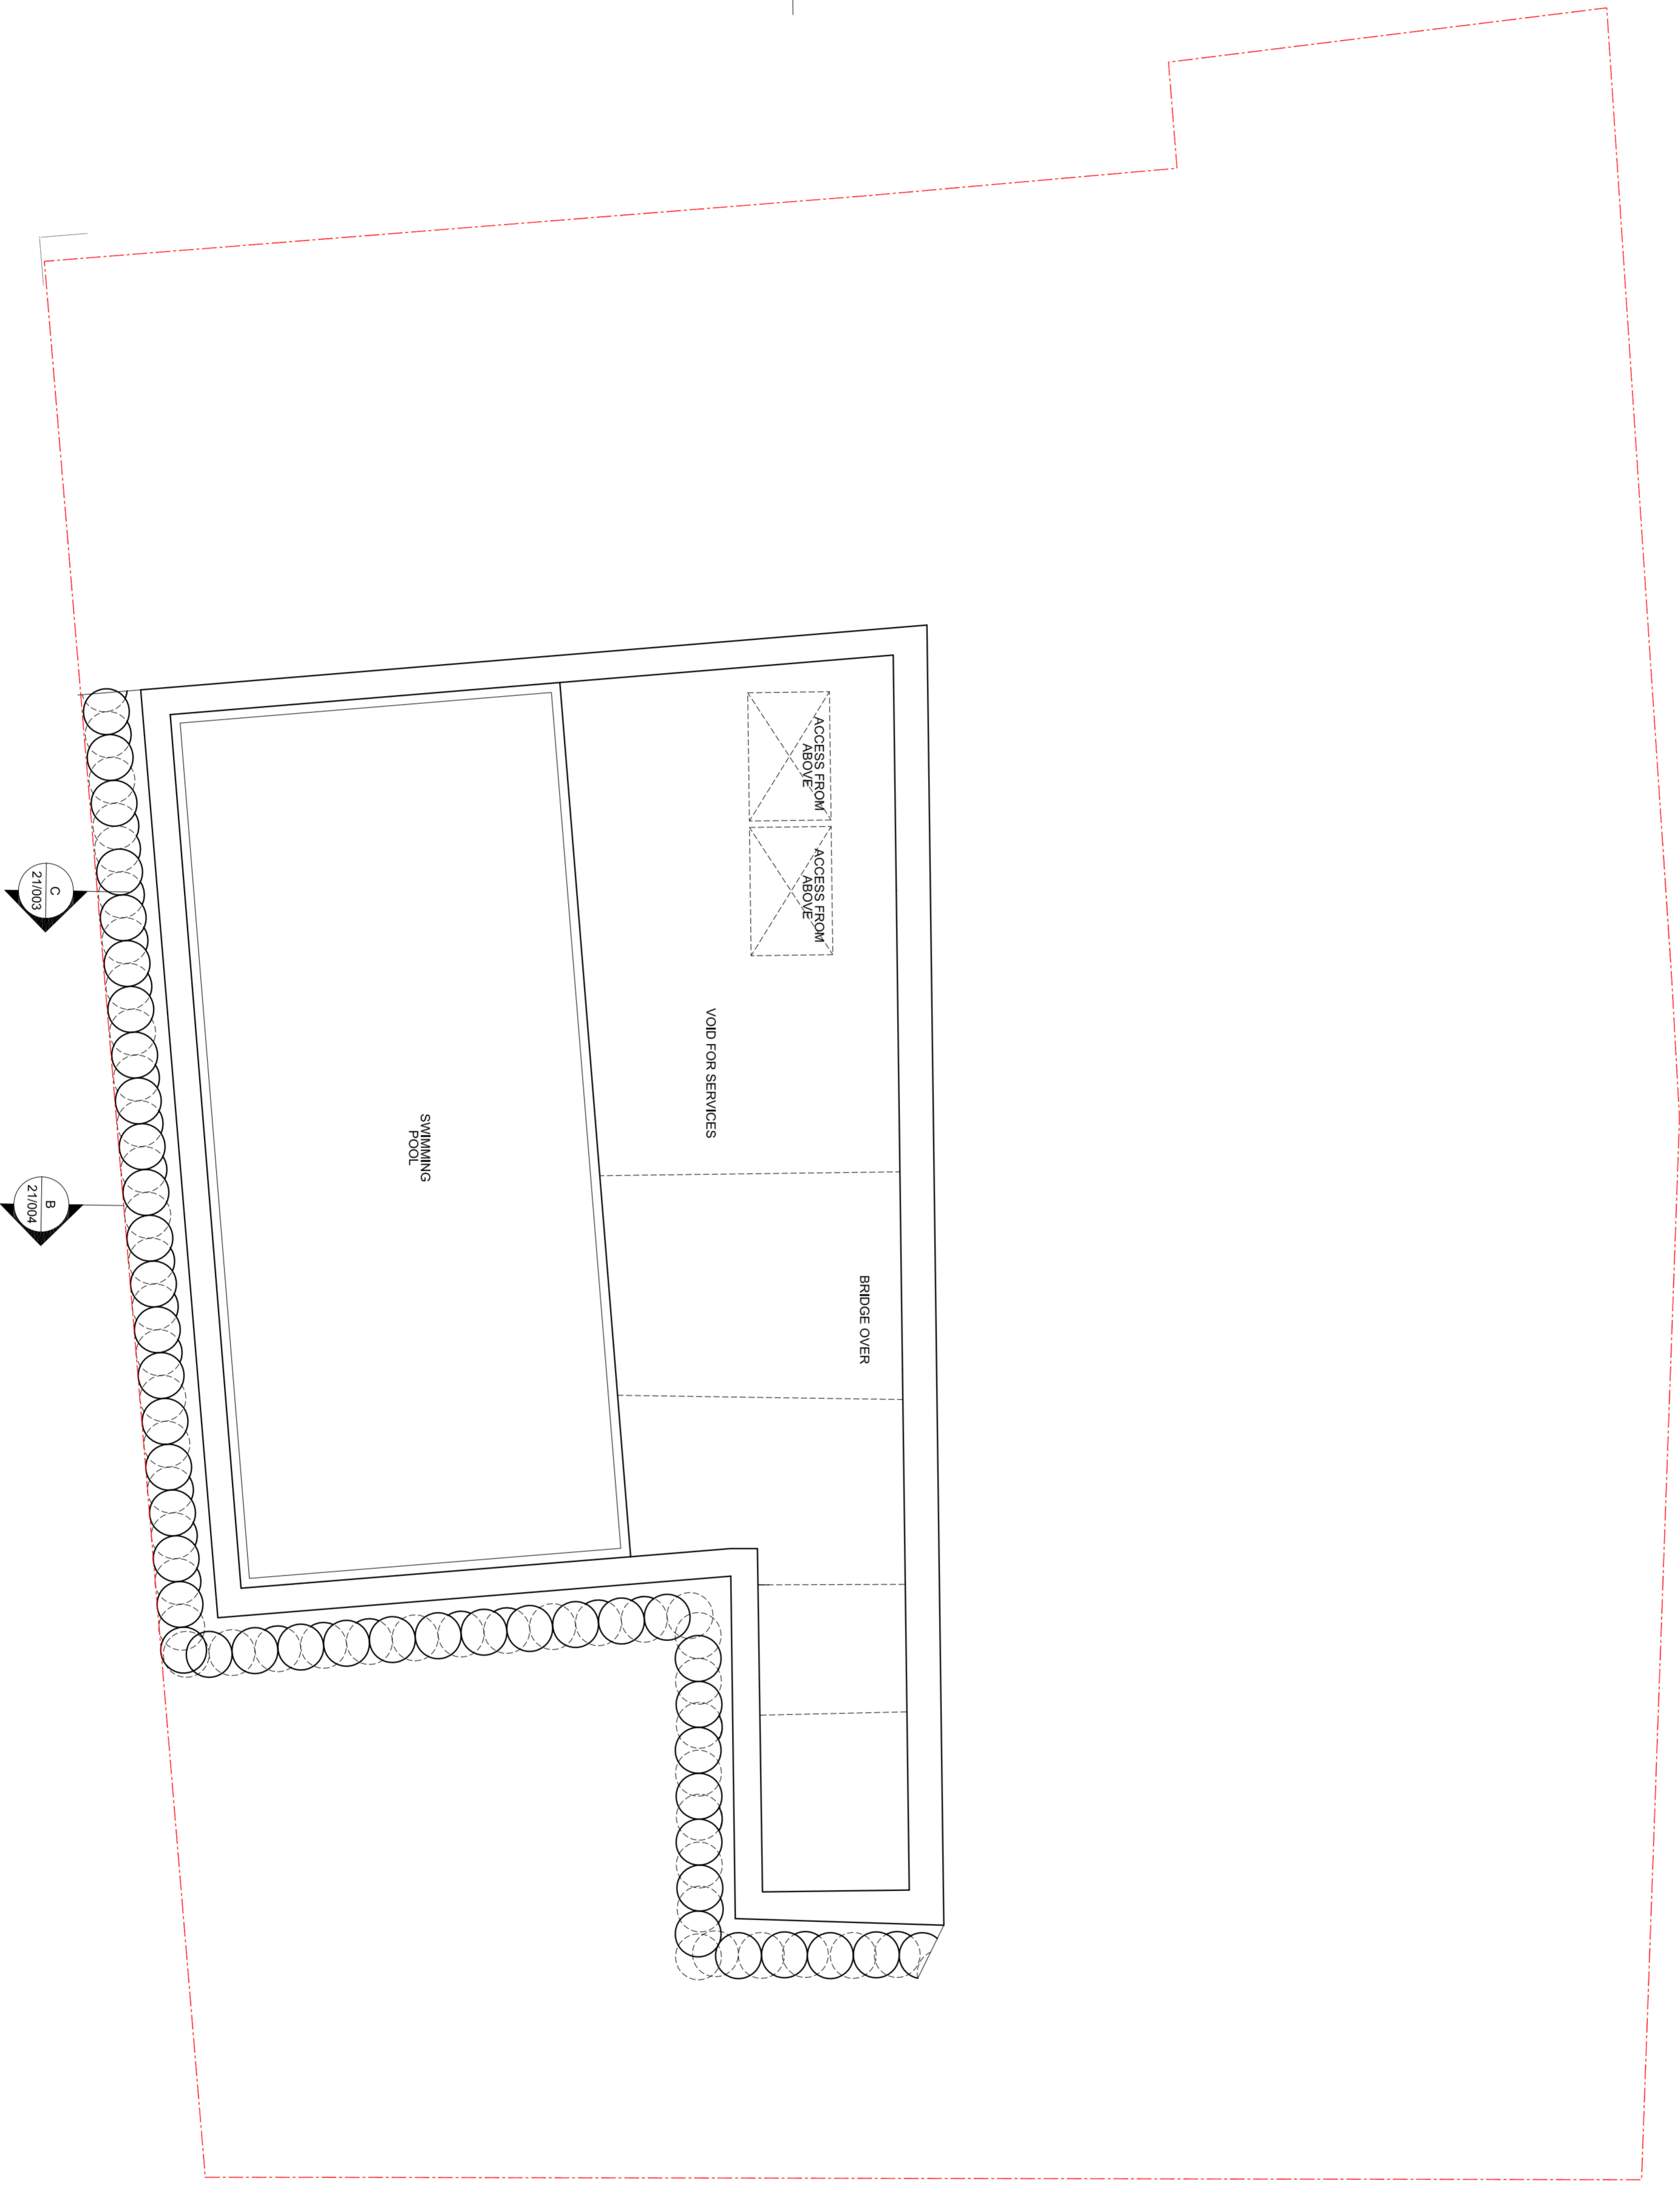 ACCESS FROM
ABOVE
ACCESS FROM
ABOVE
VOID FOR SERVICES
BRIDGE OVER
SWIMMING
POOL
C
21/003
B
21/004